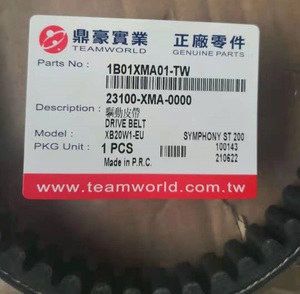 鼎豪實業 正廠零件
TEAMWORLD GENUINE PARTS
Parts No : 1B01XMA01-TW
23100-XMA-0000
Description : 驅動皮帶
DRIVE BELT
Model : XB20W1-EU SYMPHONY ST 200
PKG Unit : 1 PCS 100143
Made in P.R.C. 210622
www.teamworld.com.tw